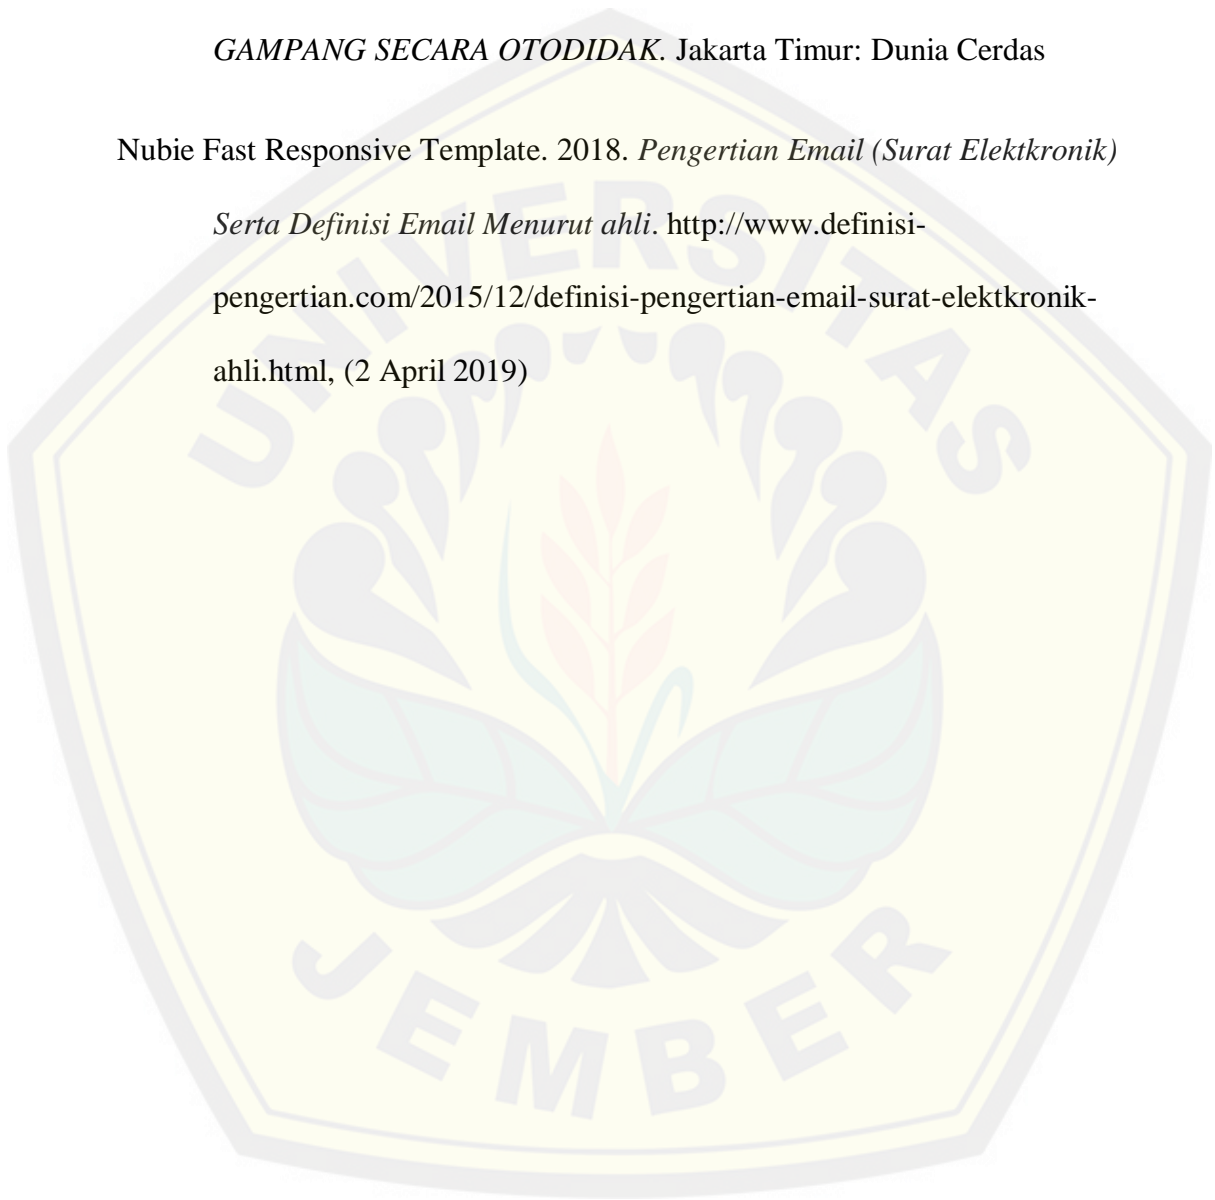 GAMPANG SECARA OTODIDAK. Jakarta Timur: Dunia Cerdas
Nubie Fast Responsive Template. 2018. Pengertian Email (Surat Elektkronik)
Serta Definisi Email Menurut ahli. http://www.definisi-
pengertian.com/2015/12/definisi-pengertian-email-surat-elektkronik-
ahli.html, (2 April 2019)
UNIVERSITAS
JEMBER